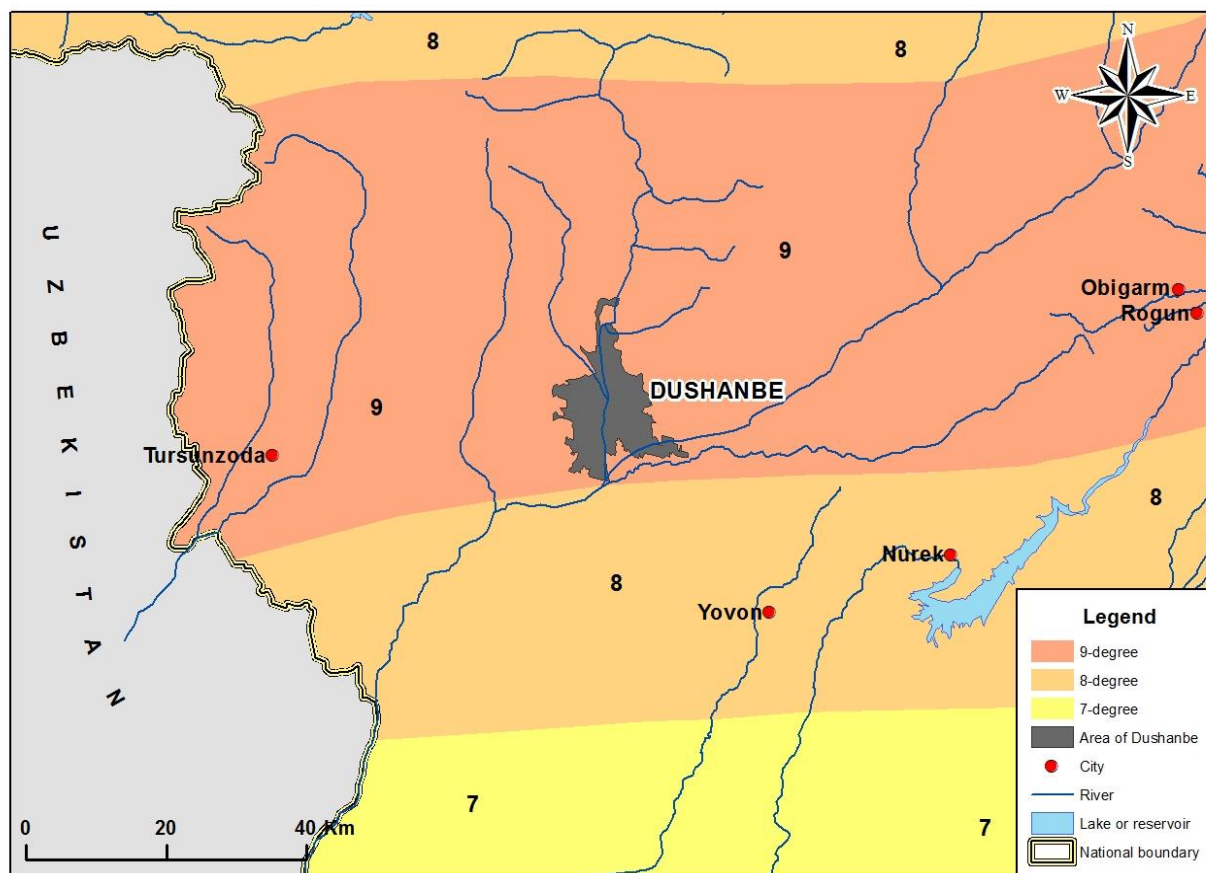 8
8
N
W
E
S
UZBEKISTAN
9
Obigarm
Rogun
DUSHANBE
9
Tursunzoda
8
Nurek
8
Yovon
7
7
0
20
40 Km
Legend
9-degree
8-degree
7-degree
Area of Dushanbe
City
River
Lake or reservoir
National boundary